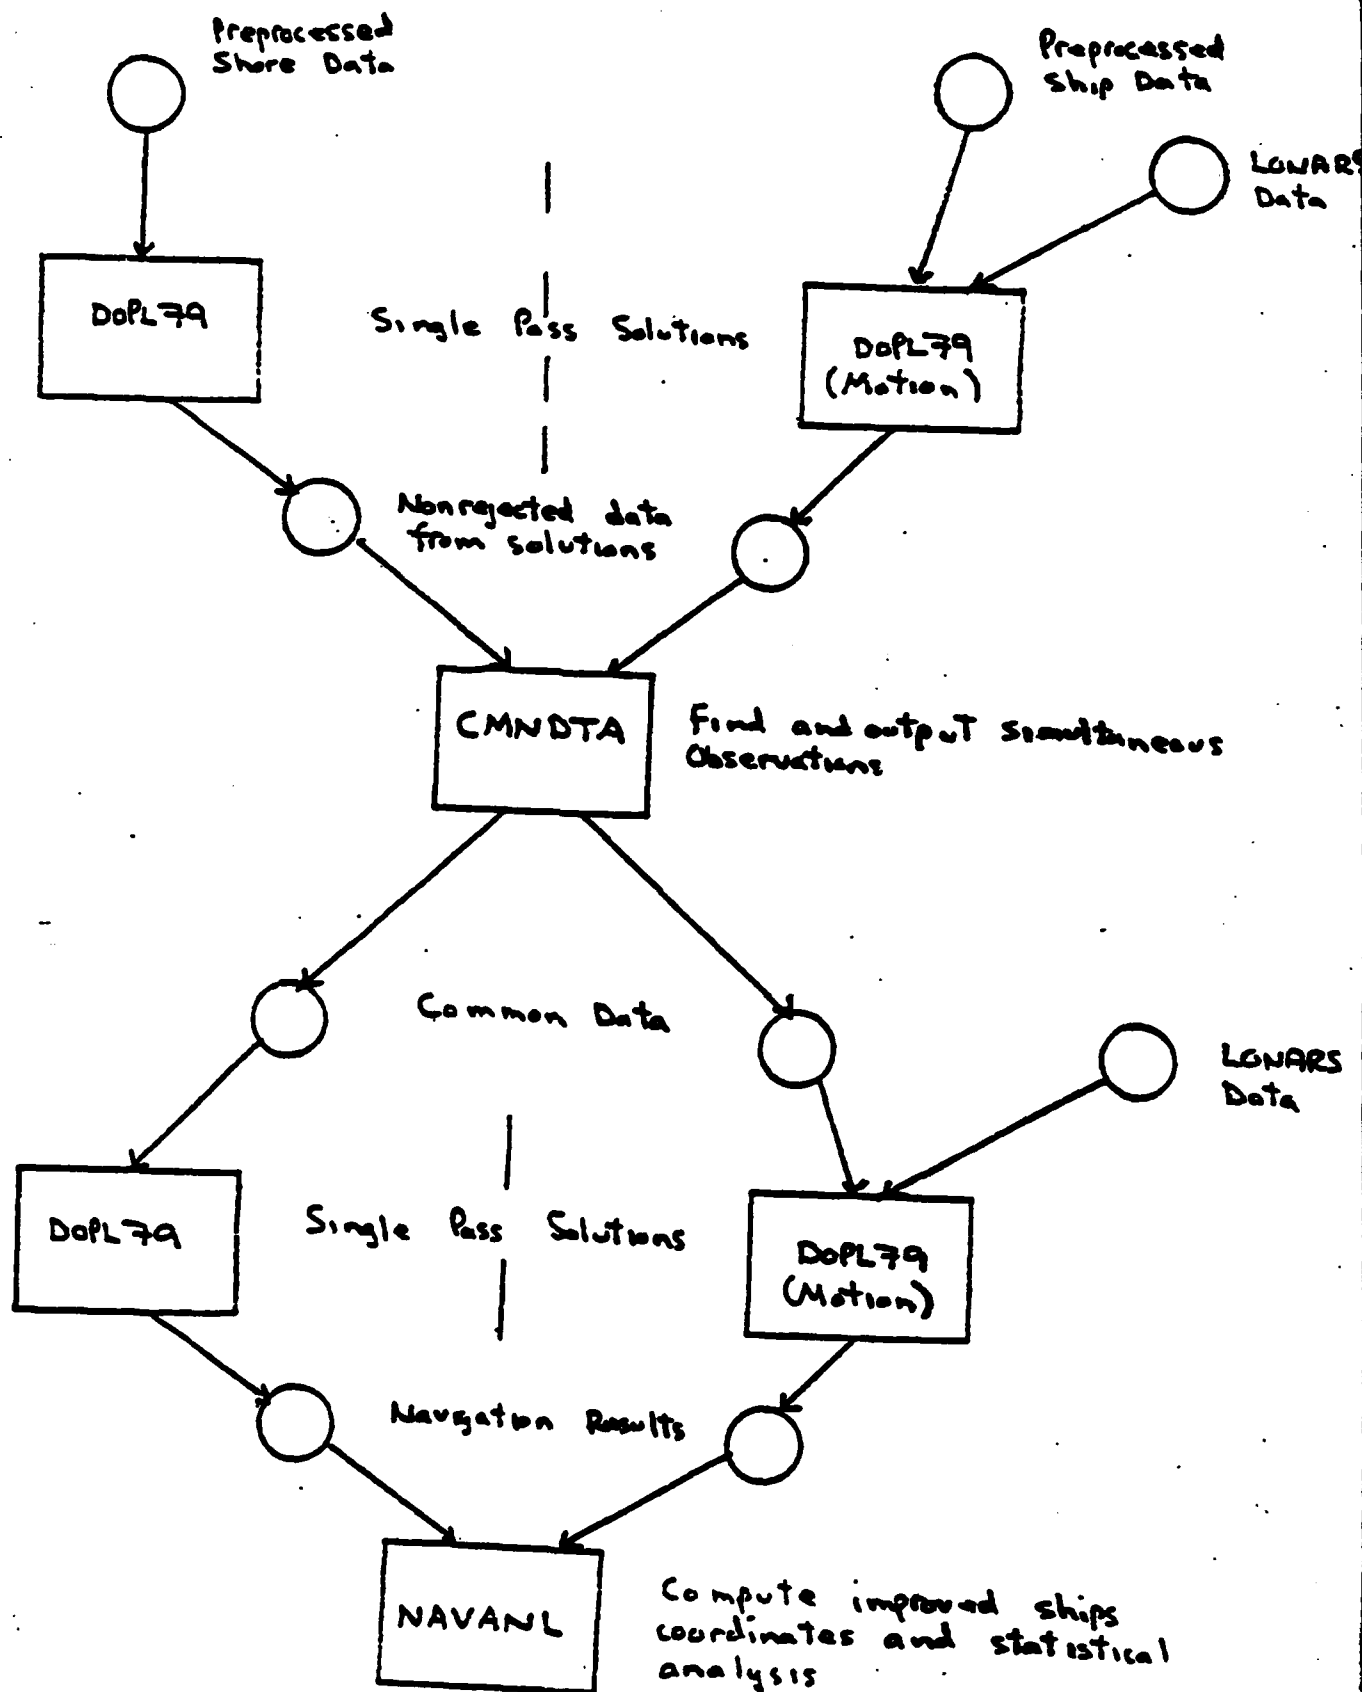 Preprocessed
Shore Data
Preprocessed
Ship Data
LONARS
Data
DOPL79
Single Pass Solutions
DOPL79
(Motion)
Nonrejected data
from solutions
CMNDTA
Find and output simultaneous
Observations
Common Data
LONARS
Data
DOPL79
Single Pass Solutions
DOPL79
(Motion)
Navigation Results
NAVANL
Compute improved ships
coordinates and statistical
analysis